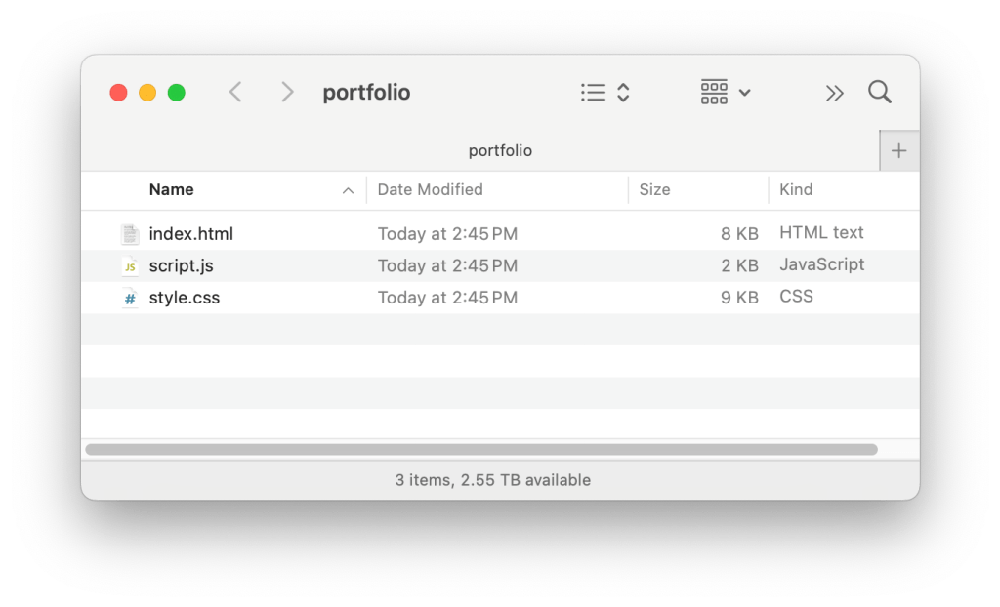 portfolio
portfolio
Name Date Modified Size Kind
index.html Today at 2:45 PM 8 KB HTML text
JS script.js Today at 2:45 PM 2 KB JavaScript
# style.css Today at 2:45 PM 9 KB CSS
3 items, 2.55 TB available